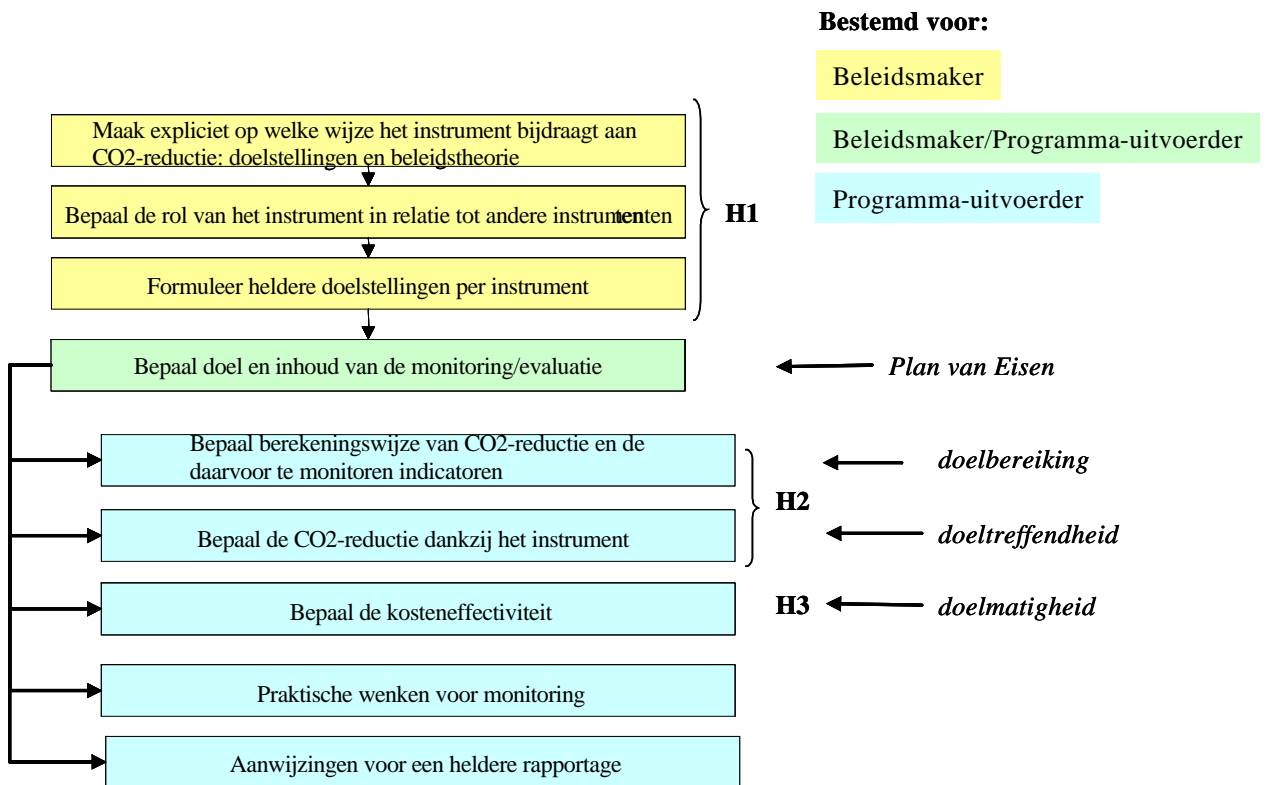 Bestemd voor:
Beleidsmaker
Beleidsmaker/Programma-uitvoerder
Programma-uitvoerder
Maak expliciet op welke wijze het instrument bijdraagt aan
CO2-reductie: doelstellingen en beleidstheorie
Bepaal de rol van het instrument in relatie tot andere instrumenten
Formuleer heldere doelstellingen per instrument
H1
Bepaal doel en inhoud van de monitoring/evaluatie
Plan van Eisen
Bepaal berekeningswijze van CO2-reductie en de
daarvoor te monitoren indicatoren
doelbereiking
H2
Bepaal de CO2-reductie dankzij het instrument
doeltreffendheid
Bepaal de kosteneffectiviteit
H3
doelmatigheid
Praktische wenken voor monitoring
Aanwijzingen voor een heldere rapportage